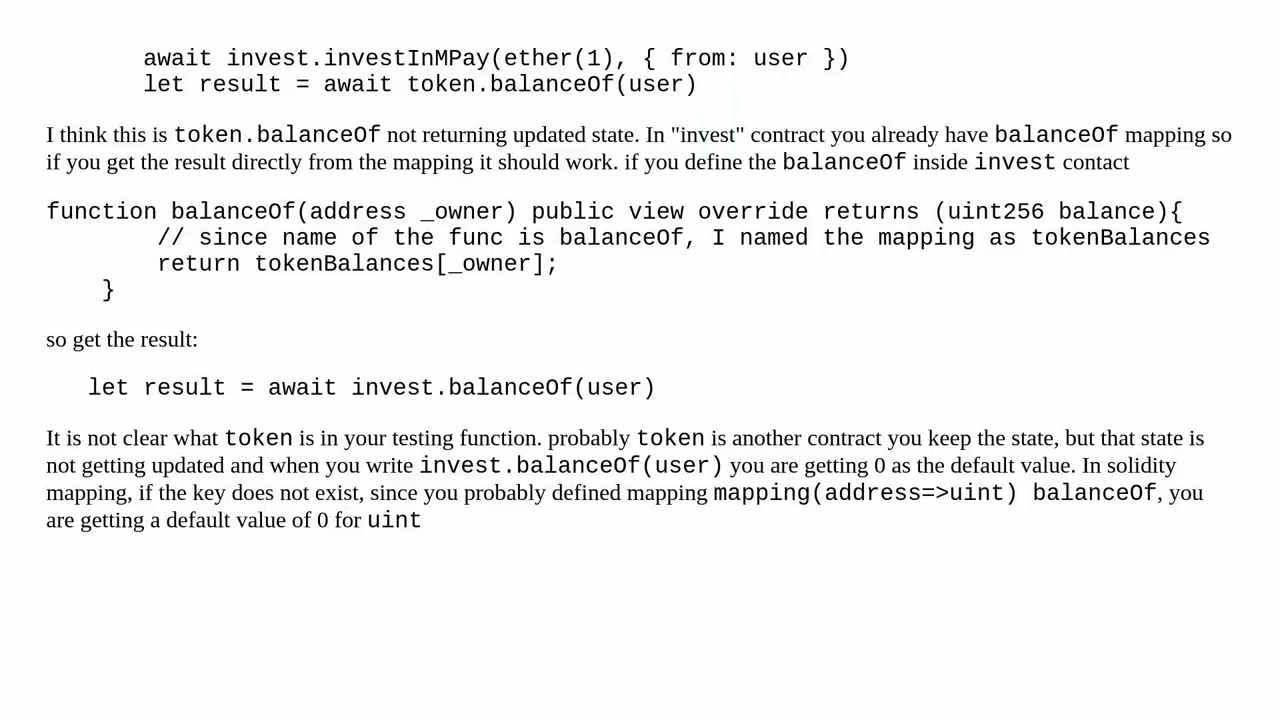 await invest.investInMPay(ether(1), { from: user })
let result = await token.balanceOf(user)
I think this is token.balanceOf not returning updated state. In "invest" contract you already have balanceOf mapping so
if you get the result directly from the mapping it should work. if you define the balanceOf inside invest contact
function balanceOf(address _owner) public view override returns (uint256 balance){
// since name of the func is balanceOf, I named the mapping as tokenBalances
return tokenBalances[_owner];
}
so get the result:
let result = await invest.balanceOf(user)
It is not clear what token is in your testing function. probably token is another contract you keep the state, but that state is
not getting updated and when you write invest.balanceOf(user) you are getting 0 as the default value. In solidity
mapping, if the key does not exist, since you probably defined mapping mapping(address=>uint) balanceOf, you
are getting a default value of 0 for uint